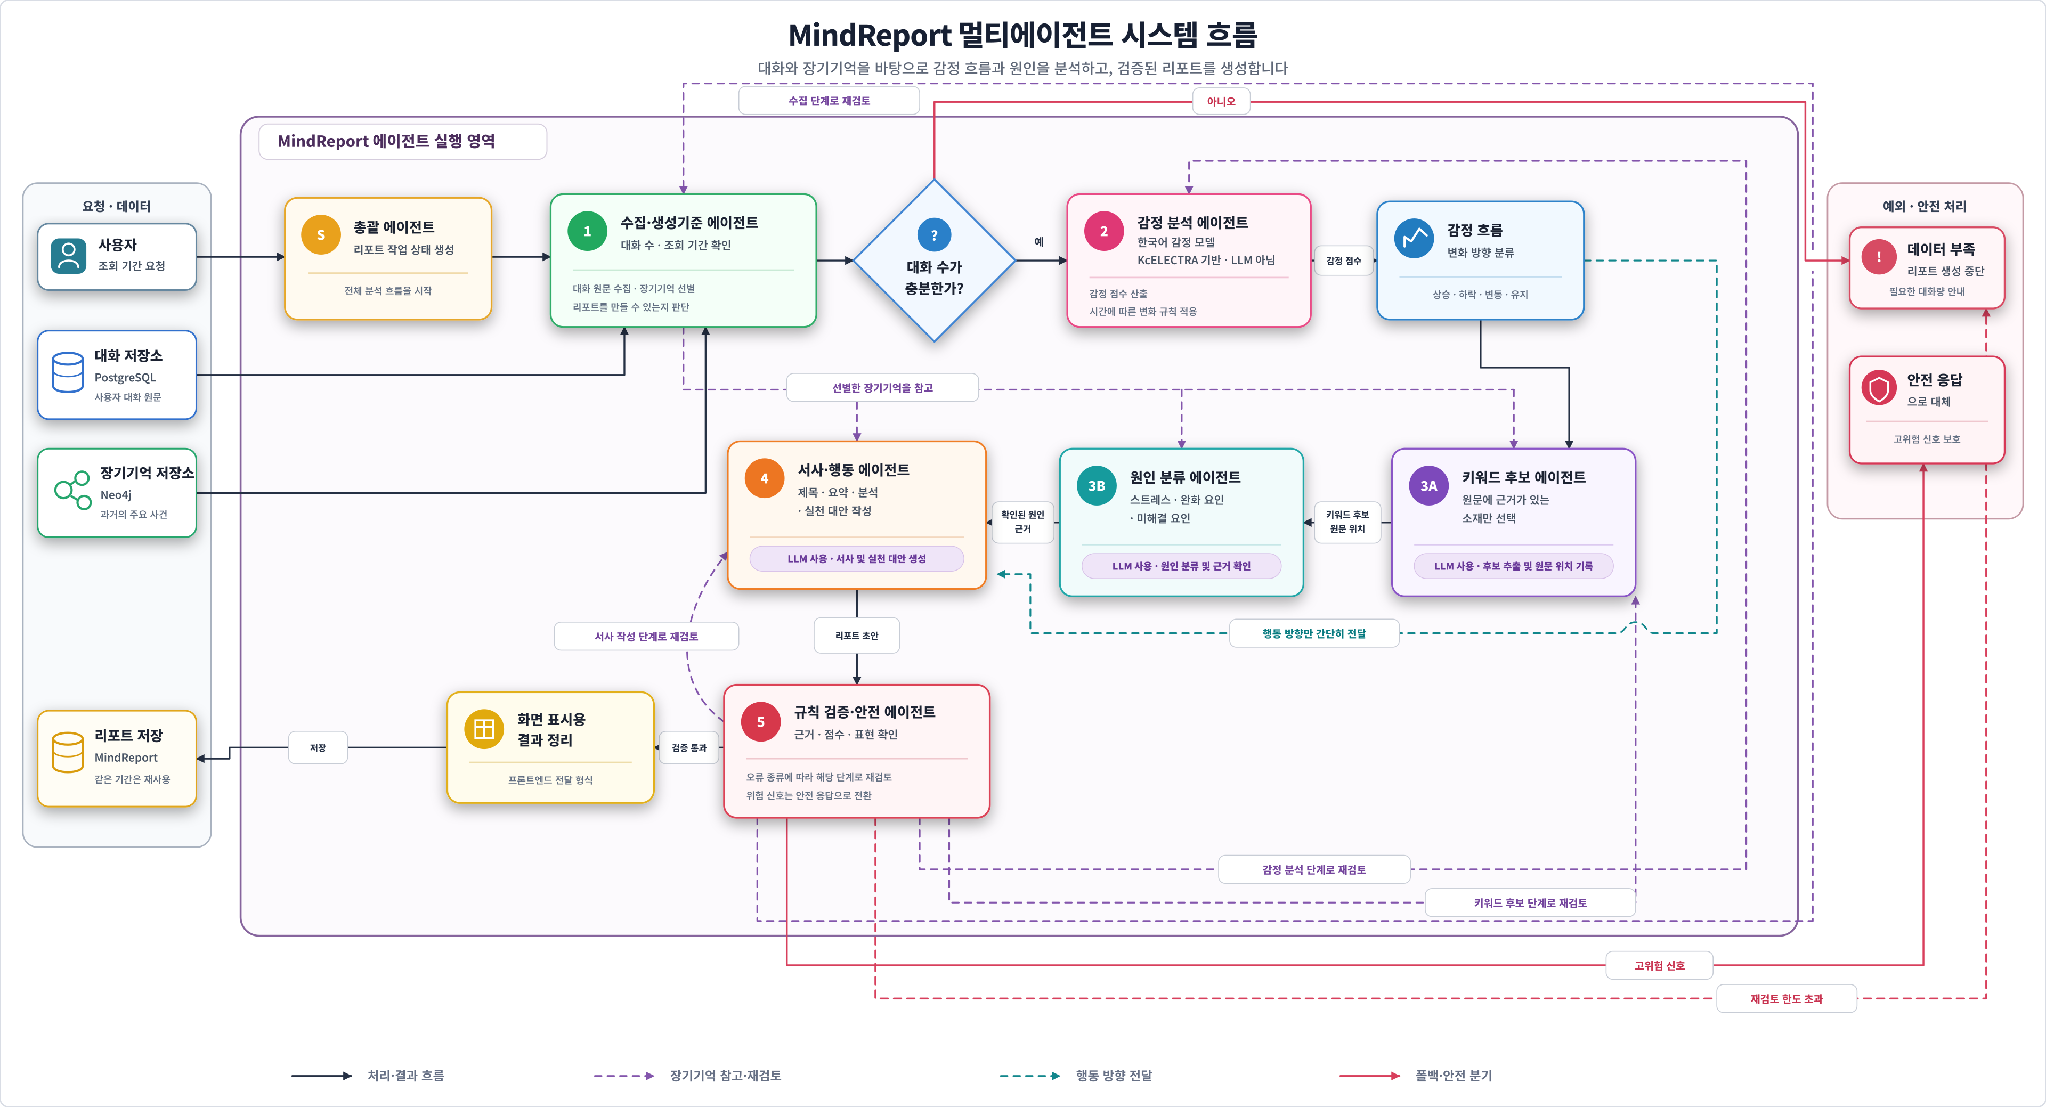 MindReport 멀티에이전트 시스템 흐름
대화와 장기기억을 바탕으로 감정 흐름과 원인을 분석하고, 검증된 리포트를 생성합니다
수집 단계로 재검토
아니오
MindReport 에이전트 실행 영역
요청 · 데이터
사용자
조회 기간 요청
대화 저장소
PostgreSQL
사용자 대화 원문
장기기억 저장소
Neo4j
과거의 주요 사건
리포트 저장
MindReport
같은 기간은 재사용
S
총괄 에이전트
리포트 작업 상태 생성
전체 분석 흐름을 시작
1
수집·생성기준 에이전트
대화 수 · 조회 기간 확인
대화 원문 수집 · 장기기억 선별
리포트를 만들 수 있는지 판단
?
대화 수가
충분한가?
예
2
감정 분석 에이전트
한국어 감정 모델
KcELECTRA 기반 · LLM 아님
감정 점수 산출
시간에 따른 변화 규칙 적용
감정 점수
감정 흐름
변화 방향 분류
상승 · 하락 · 변동 · 유지
예외 · 안전 처리
!
데이터 부족
리포트 생성 중단
필요한 대화량 안내
안전 응답
으로 대체
고위험 신호 보호
선별한 장기기억을 참고
4
서사·행동 에이전트
제목 · 요약 · 분석
· 실천 대안 작성
LLM 사용 · 서사 및 실천 대안 생성
확인된 원인
근거
3B
원인 분류 에이전트
스트레스 · 완화 요인
· 미해결 요인
LLM 사용 · 원인 분류 및 근거 확인
키워드 후보
원문 위치
3A
키워드 후보 에이전트
원문에 근거가 있는
소재만 선택
LLM 사용 · 후보 추출 및 원문 위치 기록
서사 작성 단계로 재검토
리포트 초안
행동 방향만 간단히 전달
화면 표시용
결과 정리
프론트엔드 전달 형식
저장
검증 통과
5
규칙 검증·안전 에이전트
근거 · 점수 · 표현 확인
오류 종류에 따라 해당 단계로 재검토
위험 신호는 안전 응답으로 전환
감정 분석 단계로 재검토
키워드 후보 단계로 재검토
고위험 신호
재검토 한도 초과
처리·결과 흐름
장기기억 참고·재검토
행동 방향 전달
폴백·안전 분기